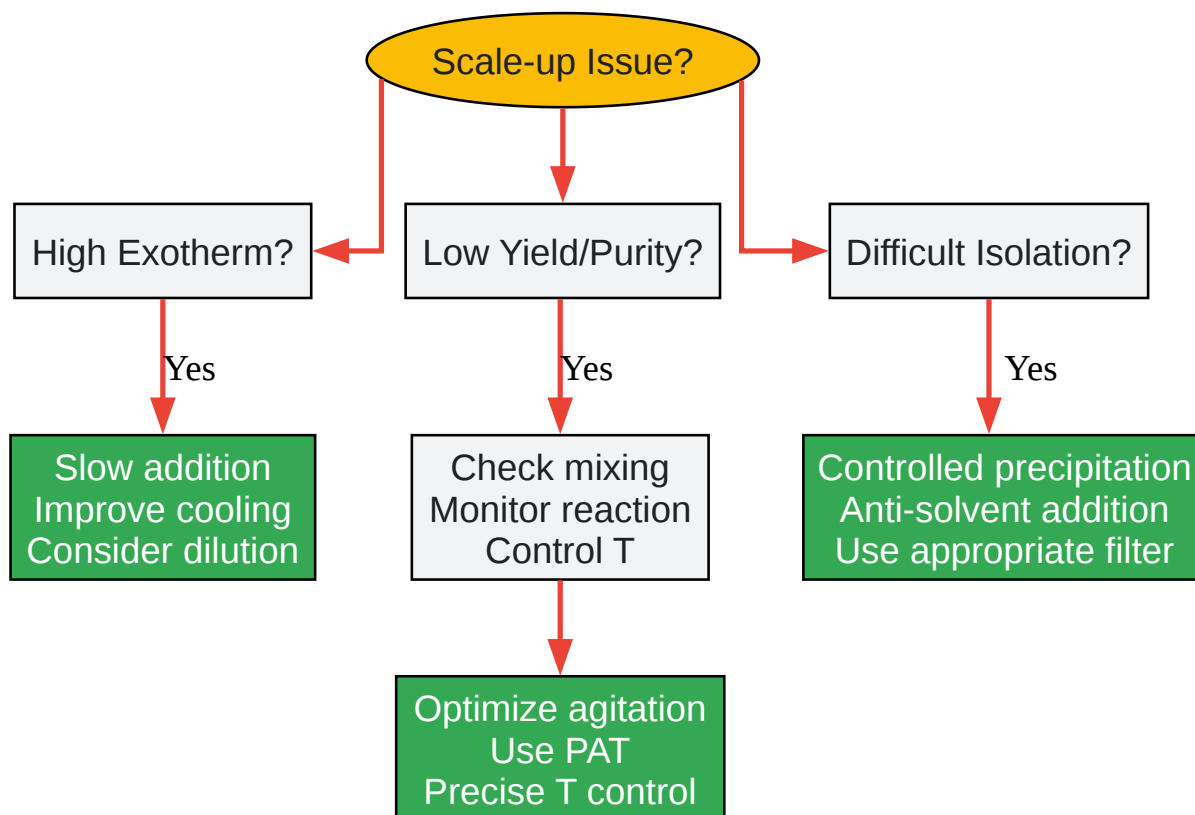 Scale-up Issue?
High Exotherm?
Low Yield/Purity?
Difficult Isolation?
Yes
Yes
Yes
Slow addition
Improve cooling
Consider dilution
Check mixing
Monitor reaction
Control T
Controlled precipitation
Anti-solvent addition
Use appropriate filter
Optimize agitation
Use PAT
Precise T control